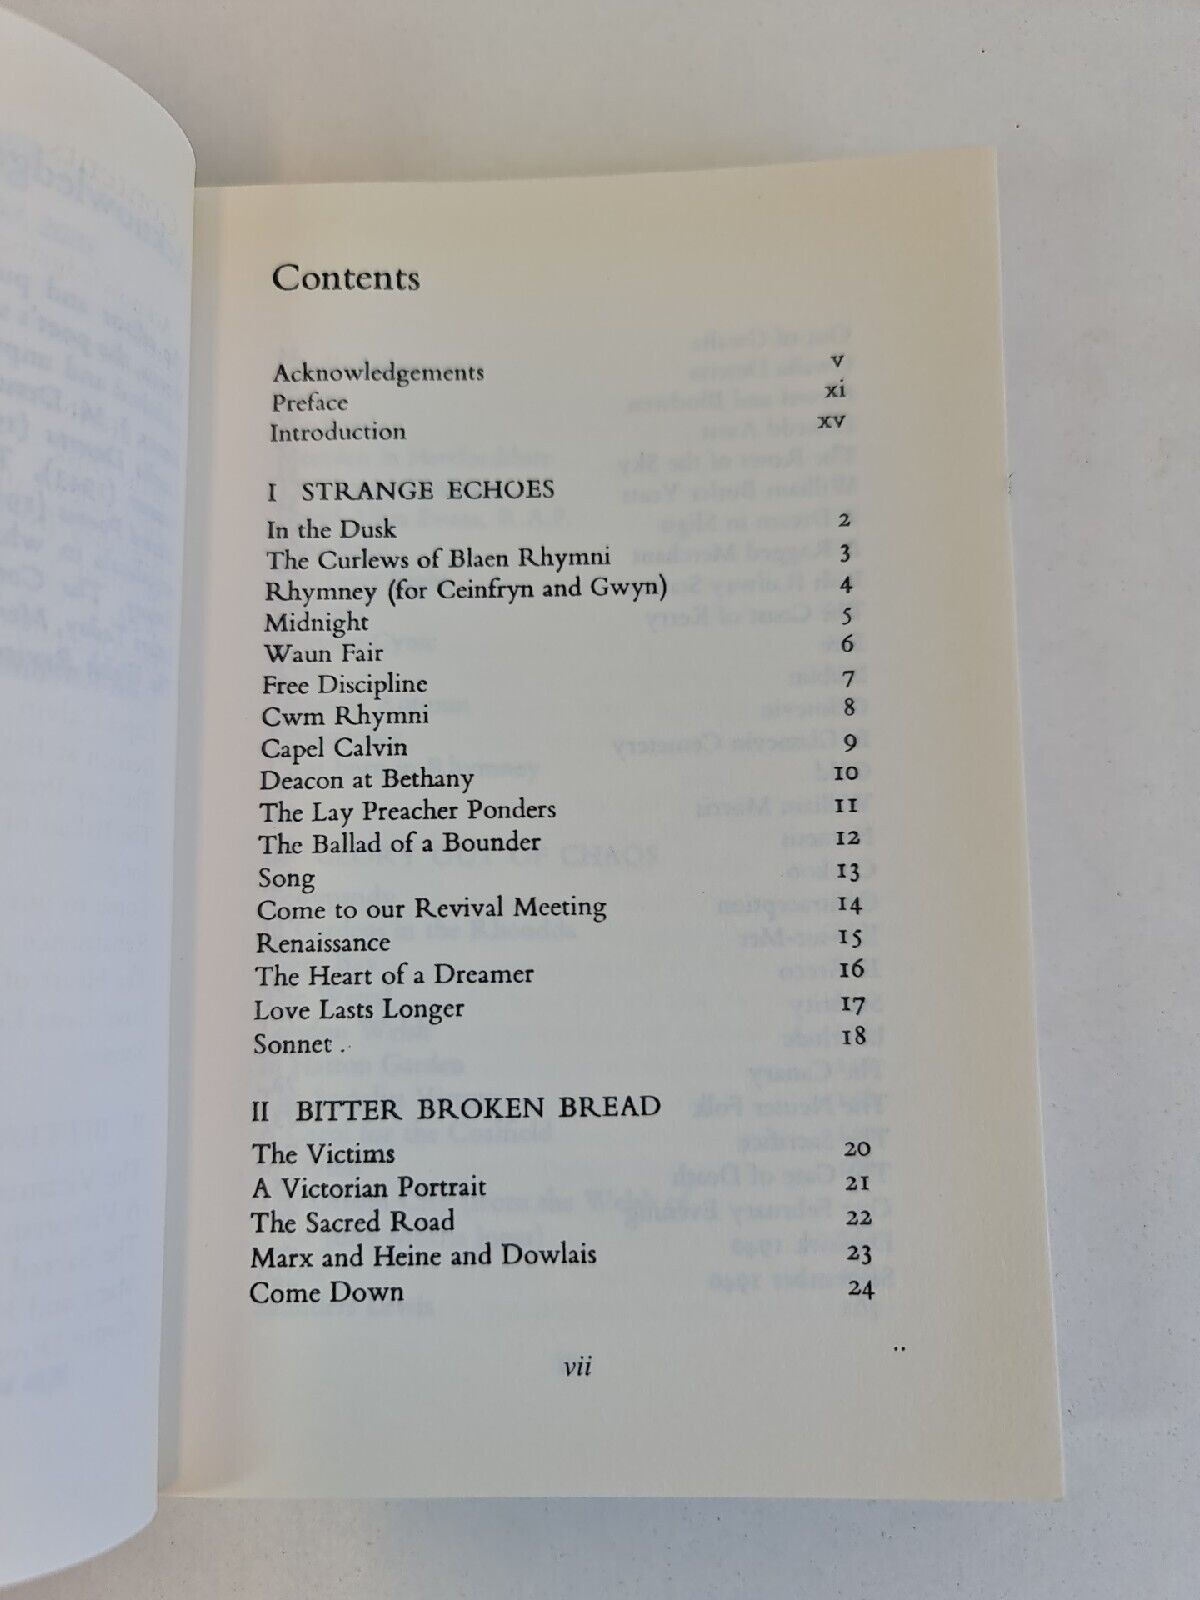 Contents
Acknowledgements v
Preface xi
Introduction xv
I STRANGE ECHOES
In the Dusk 2
The Curlews of Blaen Rhymni 3
Rhymney (for Ceinfryn and Gwyn) 4
Midnight 5
Waun Fair 6
Free Discipline 7
Cwm Rhymni 8
Capel Calvin 9
Deacon at Bethany 10
The Lay Preacher Ponders 11
The Ballad of a Bounder 12
Song 13
Come to our Revival Meeting 14
Renaissance 15
The Heart of a Dreamer 16
Love Lasts Longer 17
Sonnet 18
II BITTER BROKEN BREAD
The Victims 20
A Victorian Portrait 21
The Sacred Road 22
Marx and Heine and Dowlais 23
Come Down 24
vii